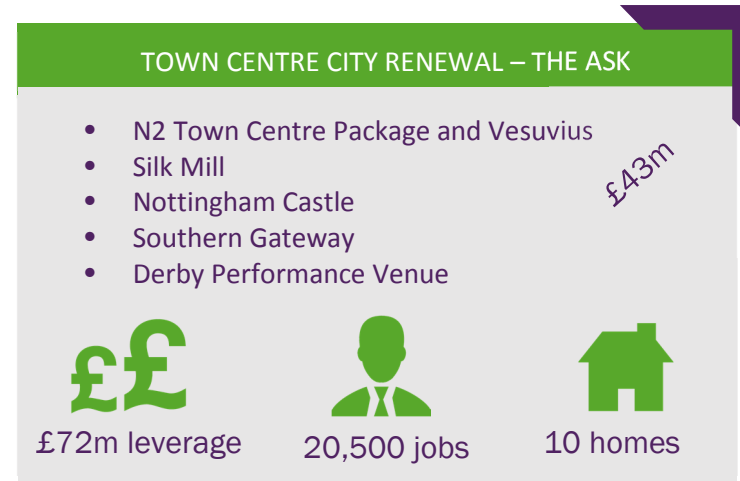 TOWN CENTRE CITY RENEWAL – THE ASK
• N2 Town Centre Package and Vesuvius
• Silk Mill
• Nottingham Castle
• Southern Gateway
• Derby Performance Venue
£43m
££
£72m leverage
20,500 jobs
10 homes